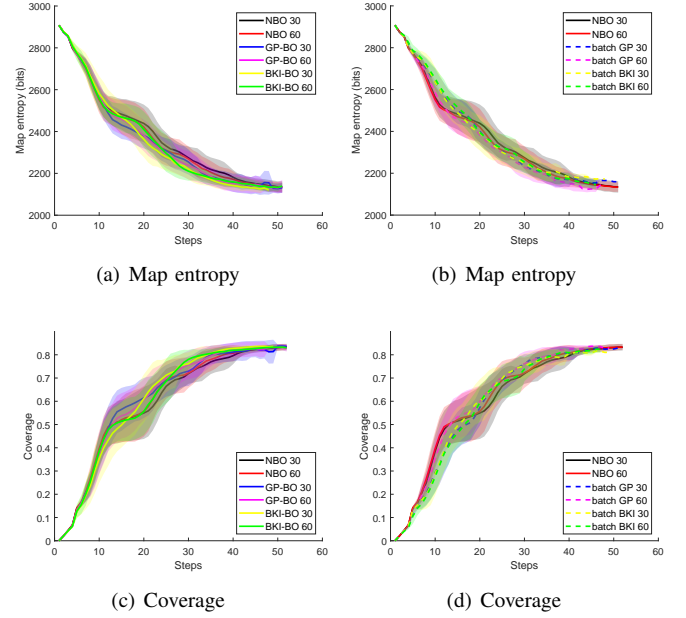 3000
2800
2600
2400
2200
2000
Map entropy (bits)
0 10 20 30 40 50 60
Steps
NBO 30
NBO 60
GP-BO 30
GP-BO 60
BKI-BO 30
BKI-BO 60
(a) Map entropy
3000
2800
2600
2400
2200
2000
Map entropy (bits)
0 10 20 30 40 50 60
Steps
NBO 30
NBO 60
batch GP 30
batch GP 60
batch BKI 30
batch BKI 60
(b) Map entropy
0.8
0.7
0.6
0.5
0.4
0.3
0.2
0.1
0
Coverage
0 10 20 30 40 50 60
Steps
NBO 30
NBO 60
GP-BO 30
GP-BO 60
BKI-BO 30
BKI-BO 60
(c) Coverage
0.8
0.7
0.6
0.5
0.4
0.3
0.2
0.1
0
Coverage
0 10 20 30 40 50 60
Steps
NBO 30
NBO 60
batch GP 30
batch GP 60
batch BKI 30
batch BKI 60
(d) Coverage